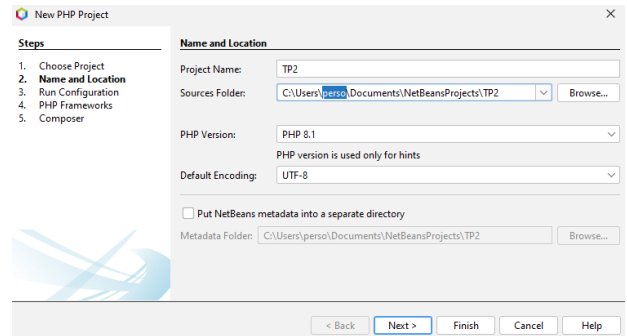 New PHP Project
Steps
1. Choose Project
2. Name and Location
3. Run Configuration
4. PHP Frameworks
5. Composer
Name and Location
Project Name: TP2
Sources Folder: C:\Users\perso\Documents\NetBeansProjects\TP2 Browse...
PHP Version: PHP 8.1
PHP version is used only for hints
Default Encoding: UTF-8
Put NetBeans metadata into a separate directory
Metadata Folder: C:\Users\perso\Documents\NetBeansProjects\TP2 Browse...
< Back Next > Finish Cancel Help